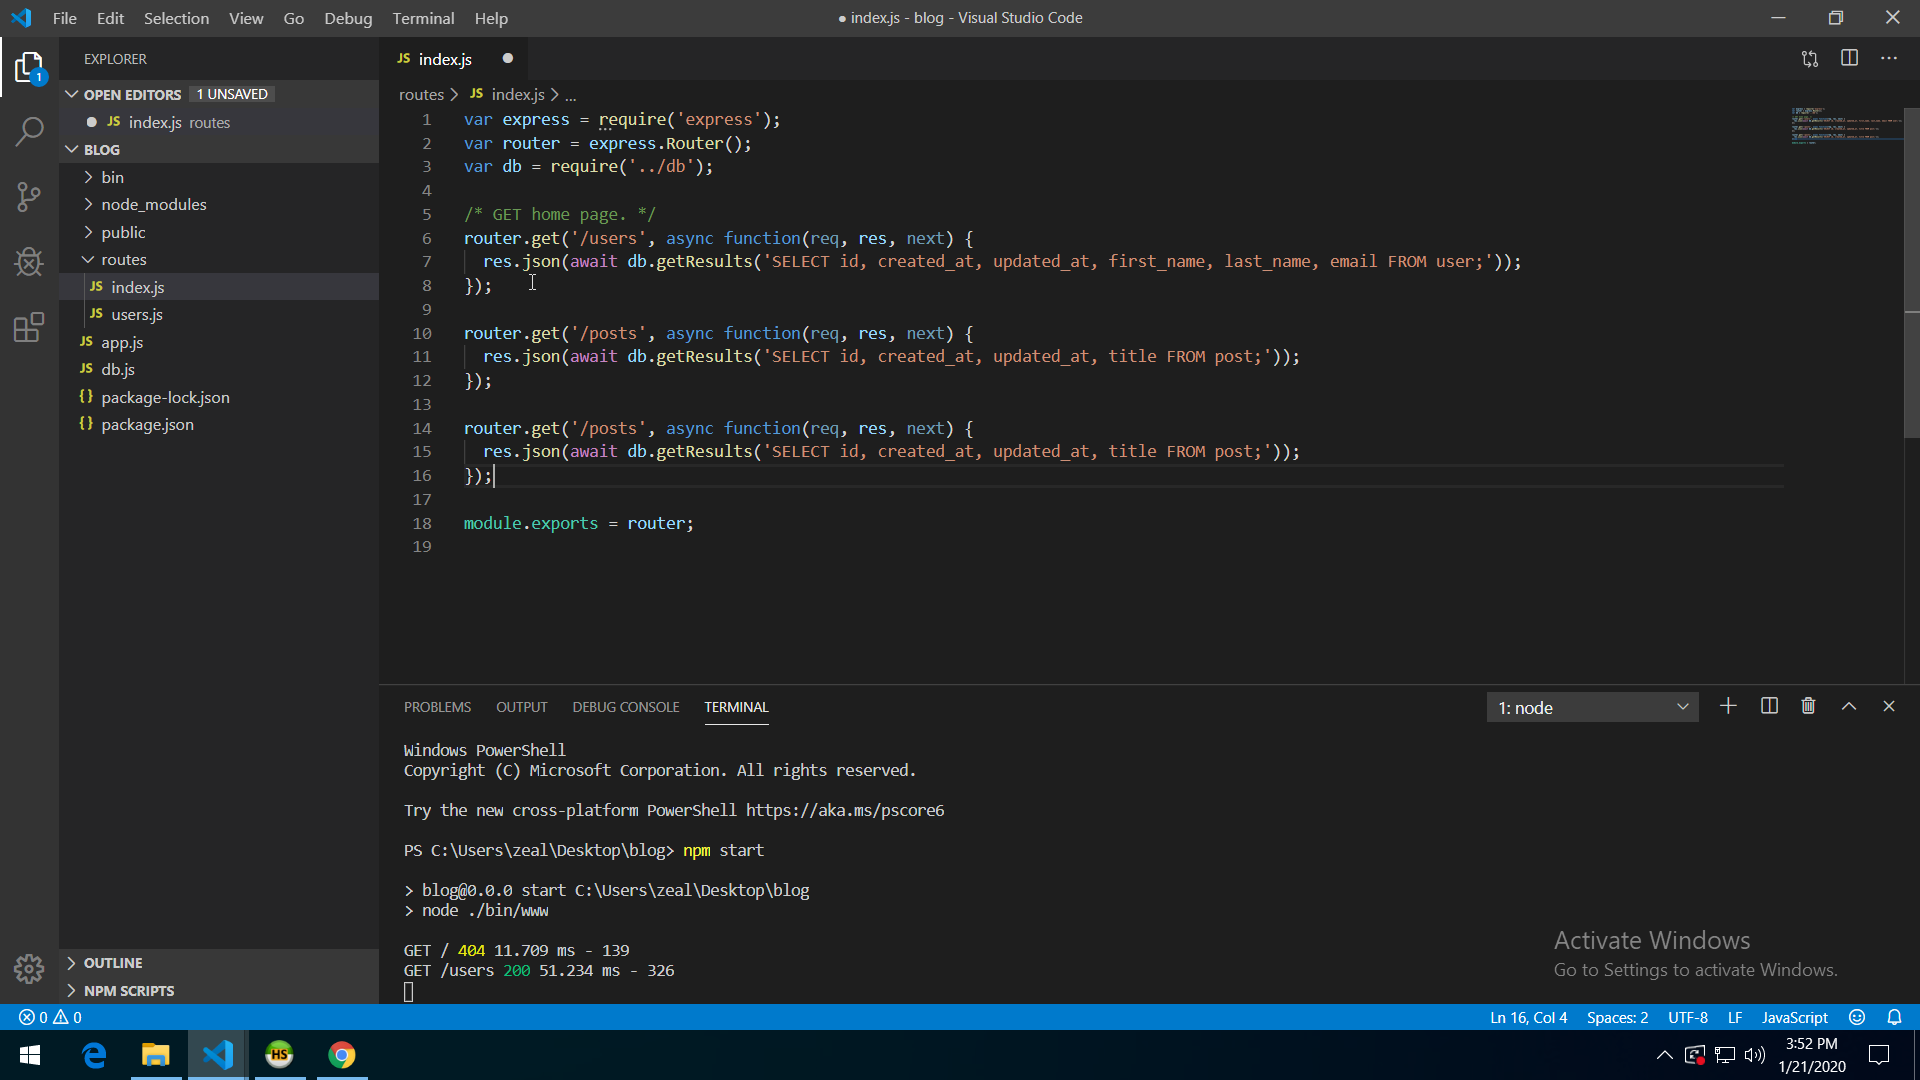 File Edit Selection View Go Debug Terminal Help
● index.js - blog - Visual Studio Code
EXPLORER
OPEN EDITORS 1 UNSAVED
JS index.js routes
BLOG
bin
node_modules
public
routes
JS index.js
JS users.js
JS app.js
JS db.js
{} package-lock.json
{} package.json
OUTLINE
NPM SCRIPTS
1
JS index.js
routes > JS index.js > ...
1 var express = require('express');
2 var router = express.Router();
3 var db = require('../db');
4
5 /* GET home page. */
6 router.get('/users', async function(req, res, next) {
7 res.json(await db.getResults('SELECT id, created_at, updated_at, first_name, last_name, email FROM user;'));
8 });
9
10 router.get('/posts', async function(req, res, next) {
11 res.json(await db.getResults('SELECT id, created_at, updated_at, title FROM post;'));
12 });
13
14 router.get('/posts', async function(req, res, next) {
15 res.json(await db.getResults('SELECT id, created_at, updated_at, title FROM post;'));
16 });
17
18 module.exports = router;
19
PROBLEMS OUTPUT DEBUG CONSOLE TERMINAL
1: node
Windows PowerShell
Copyright (C) Microsoft Corporation. All rights reserved.
Try the new cross-platform PowerShell https://aka.ms/pscore6
PS C:\Users\zeal\Desktop\blog> npm start
> blog@0.0.0 start C:\Users\zeal\Desktop\blog
> node ./bin/www
GET / 404 11.709 ms - 139
GET /users 200 51.234 ms - 326
Activate Windows
Go to Settings to activate Windows.
0 0
Ln 16, Col 4 Spaces: 2 UTF-8 LF JavaScript
HS
3:52 PM
1/21/2020